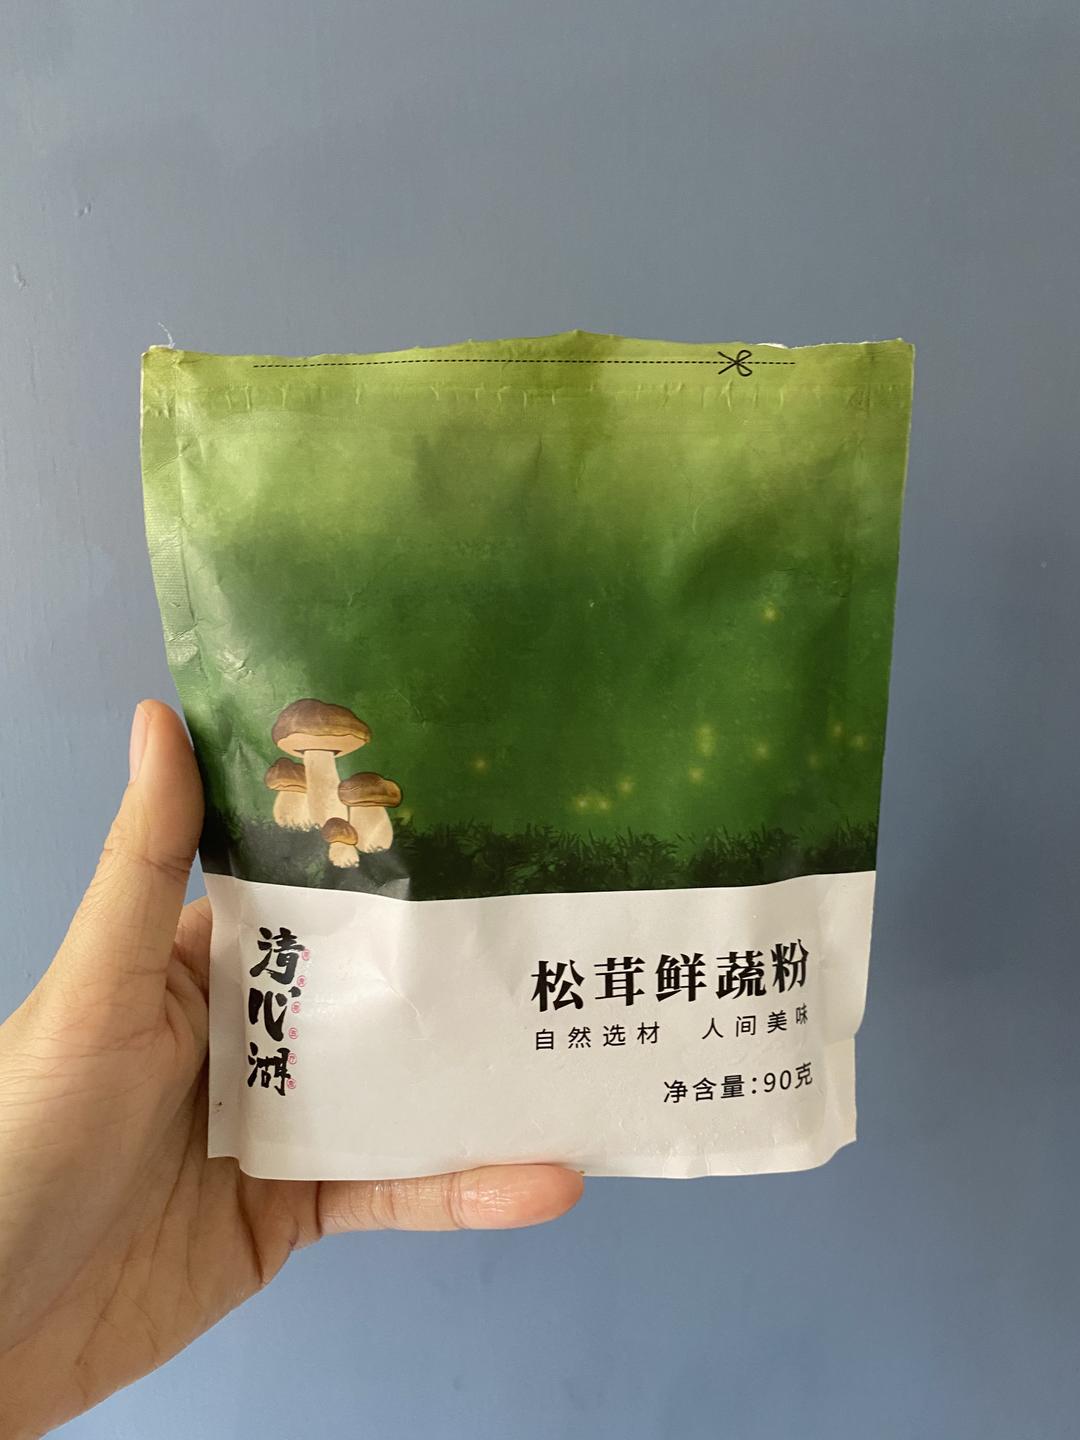 清心湖
松茸鲜蔬粉
自然选材 人间美味
净含量:90克